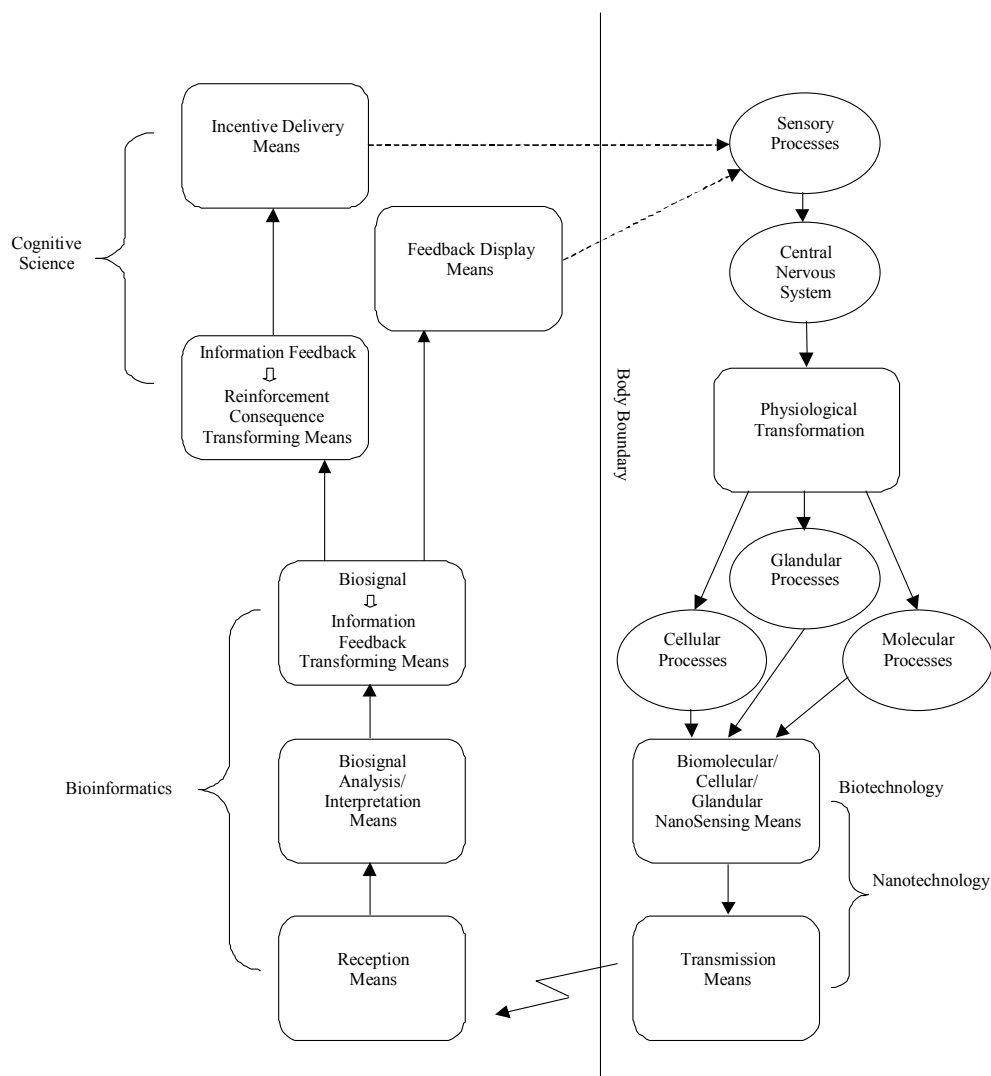 Incentive Delivery
Means
Sensory
Processes
Cognitive
Science
Feedback Display
Means
Central
Nervous
System
Information Feedback
⇩
Reinforcement
Consequence
Transforming Means
Body Boundary
Physiological
Transformation
Glandular
Processes
Biosignal
⇩
Information
Feedback
Transforming Means
Cellular
Processes
Molecular
Processes
Bioinformatics
Biosignal
Analysis/
Interpretation
Means
Biomolecular/
Cellular/
Glandular
NanoSensing Means
Biotechnology
Nanotechnology
Reception
Means
Transmission
Means